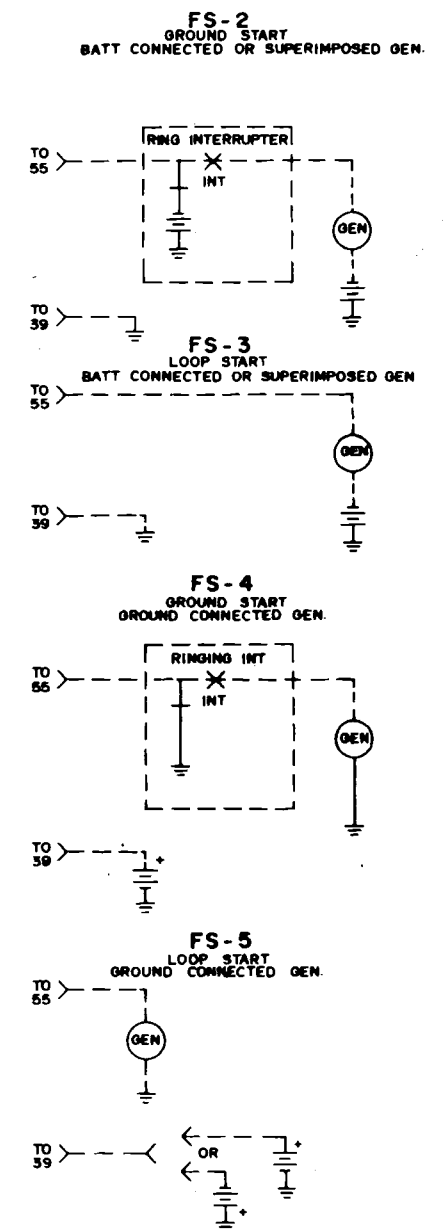 FS-2
GROUND START
BATT CONNECTED OR SUPERIMPOSED GEN.
RING INTERRUPTER
TO
55
INT
GEN
TO
39
FS-3
LOOP START
BATT CONNECTED OR SUPERIMPOSED GEN
TO
55
GEN
TO
39
FS-4
GROUND START
GROUND CONNECTED GEN.
RINGING INT
TO
55
INT
GEN
TO
39
+
FS-5
LOOP START
GROUND CONNECTED GEN.
TO
55
GEN
TO
39
OR
+
+